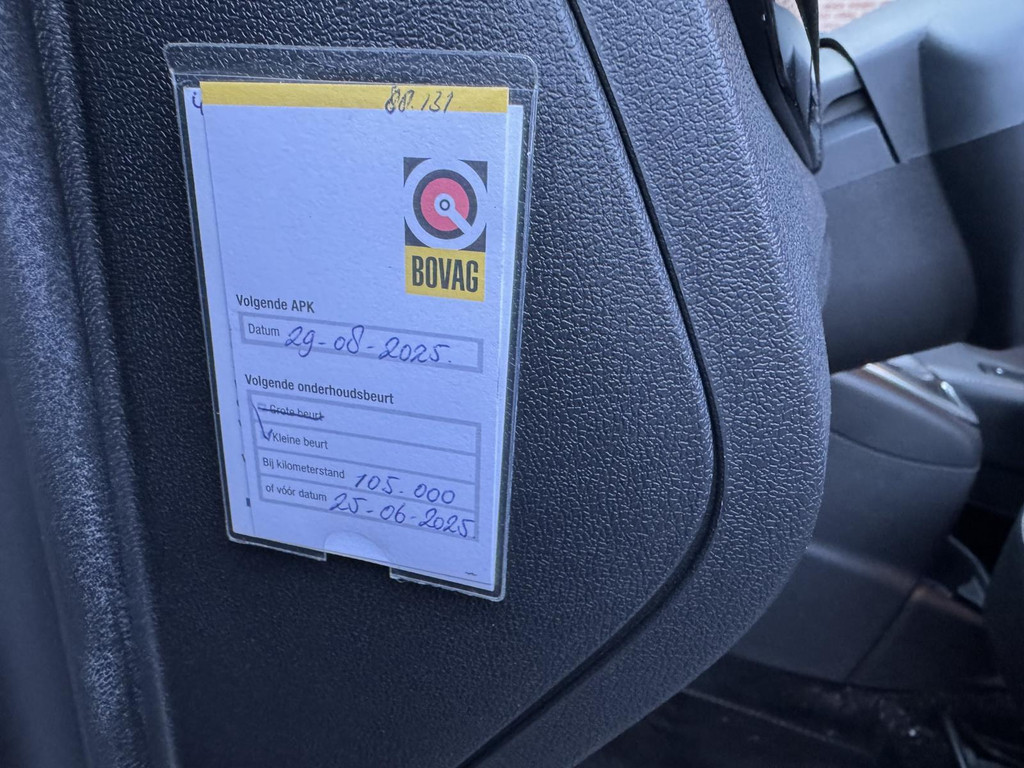 88.131
BOVAG
Volgende APK
Datum 29-08-2025.
Volgende onderhoudsbeurt
Grote beurt
Kleine beurt
Bij kilometerstand 105.000
of vóór datum 25-06-2025.